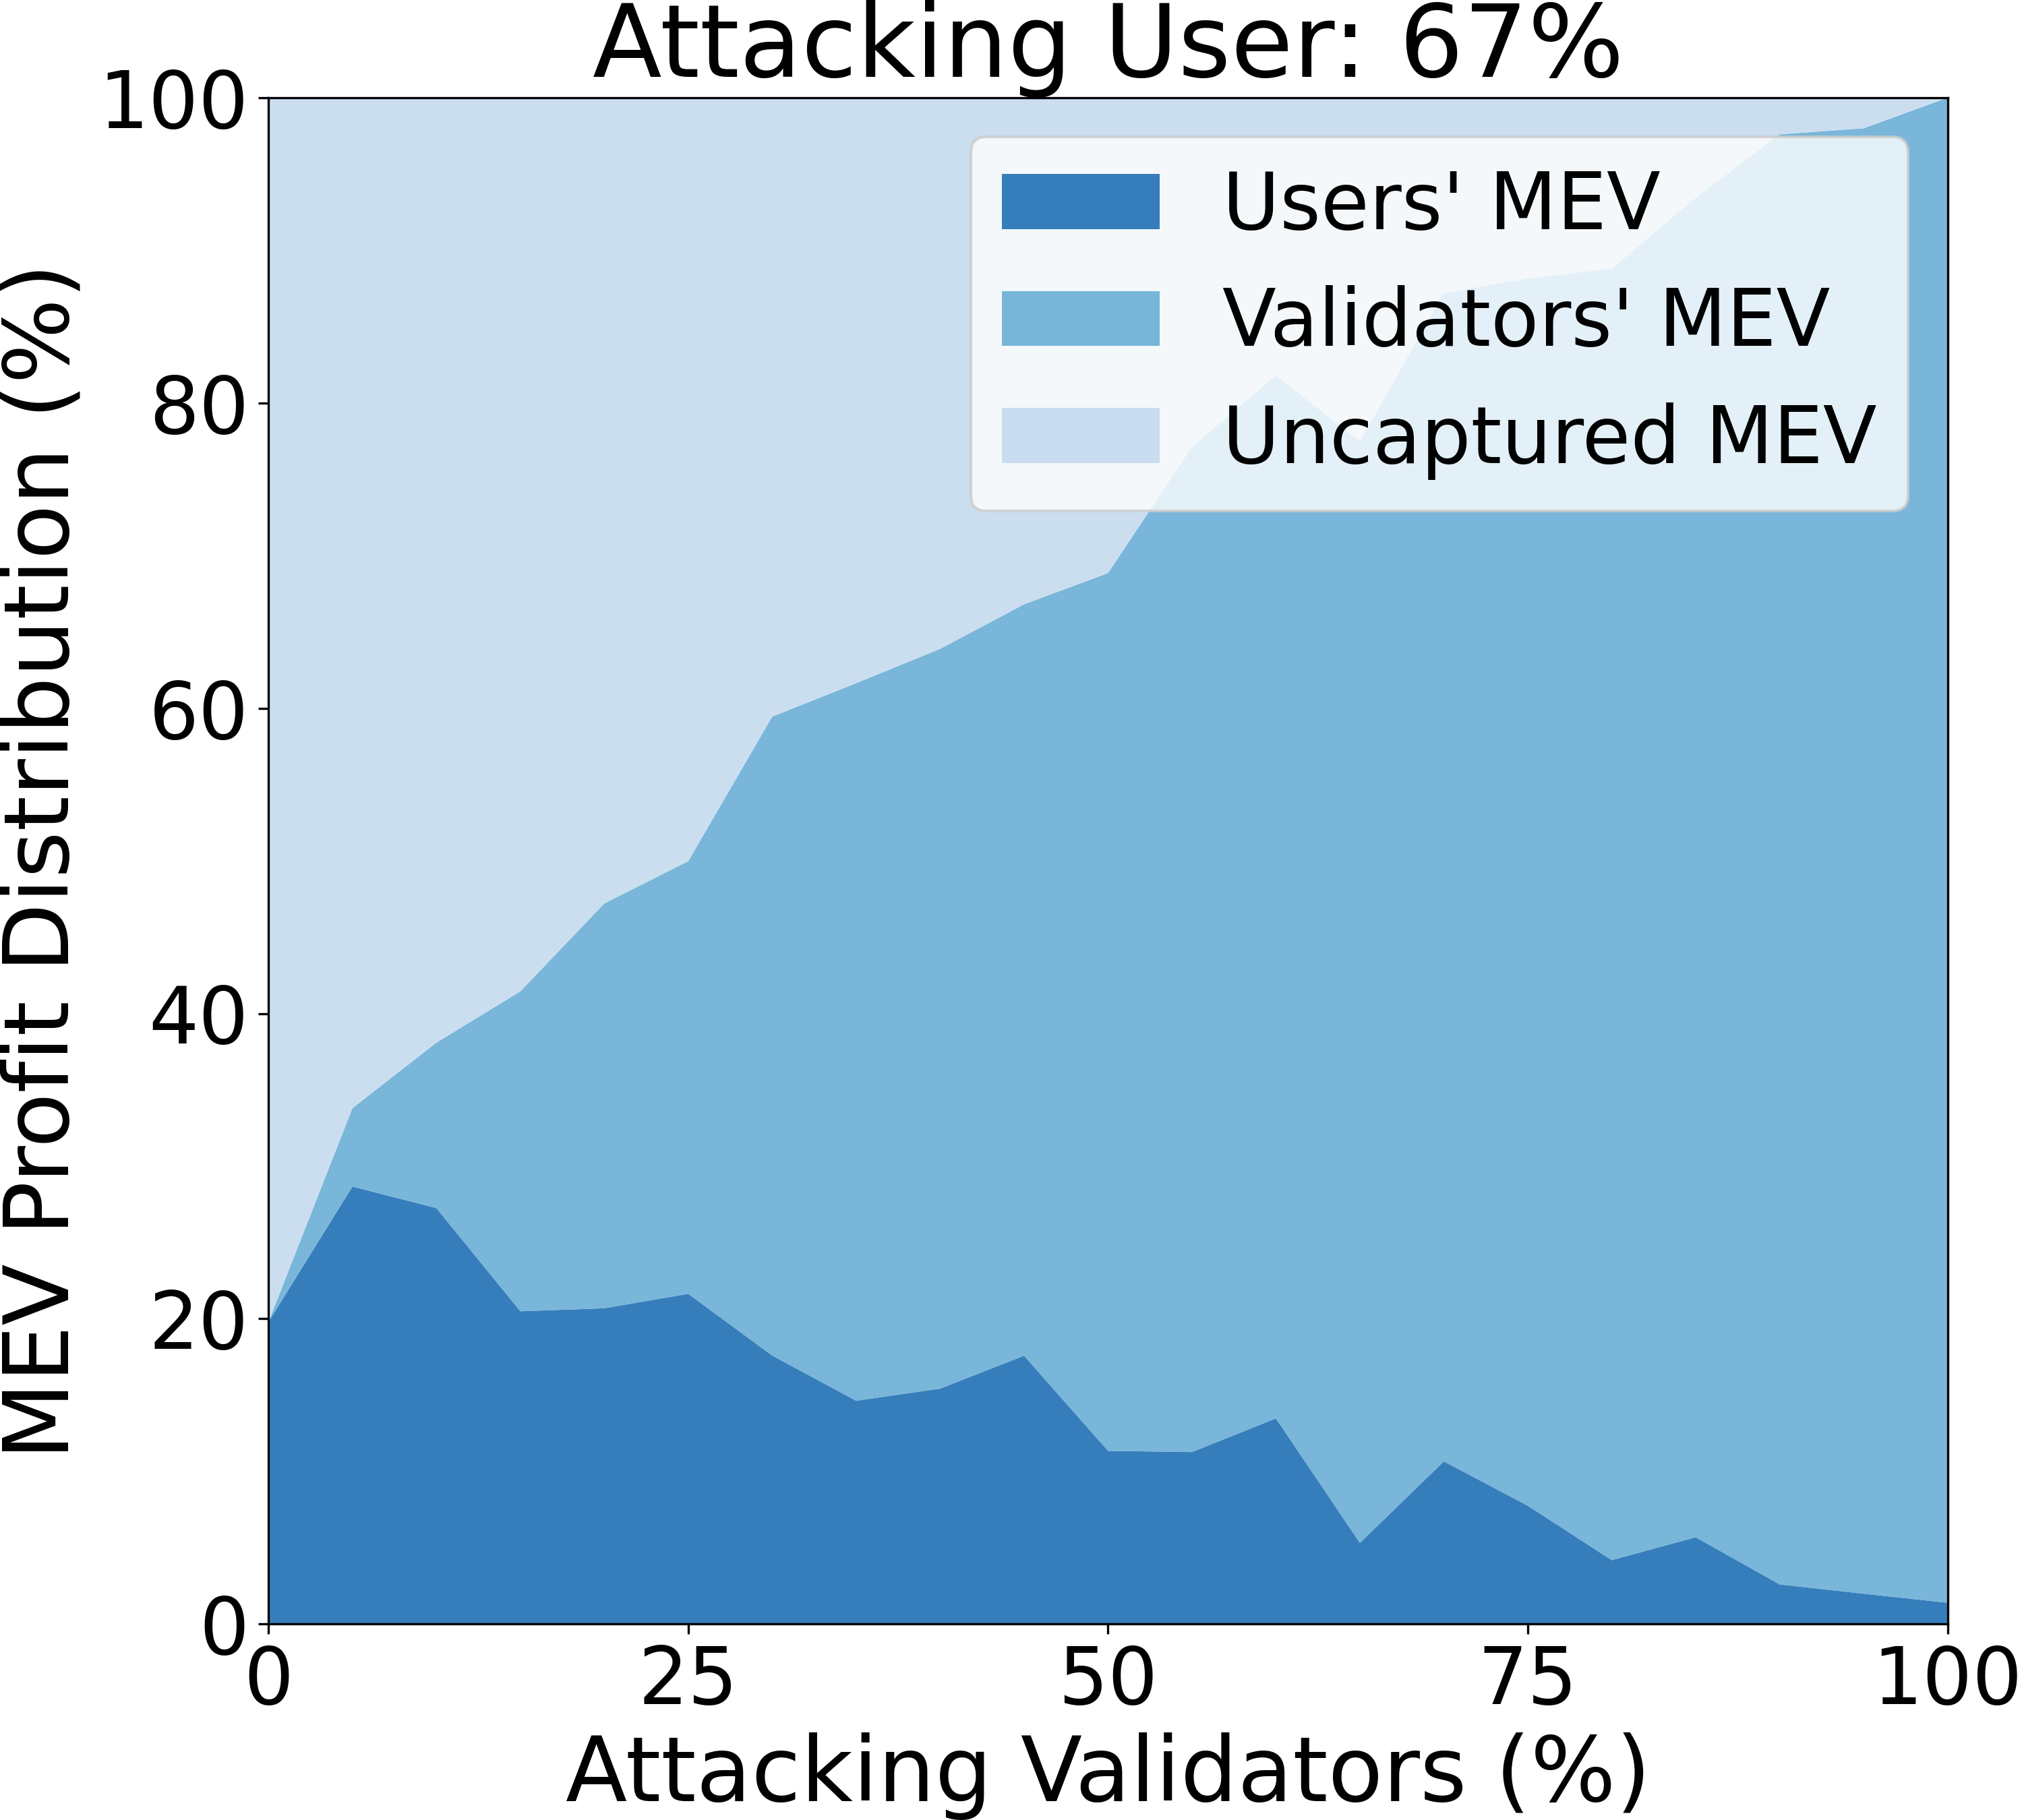 Attacking User: 67%
MEV Profit Distribution (%)
100
80
60
40
20
0
Users' MEV
Validators' MEV
Uncaptured MEV
0 25 50 75 100
Attacking Validators (%)